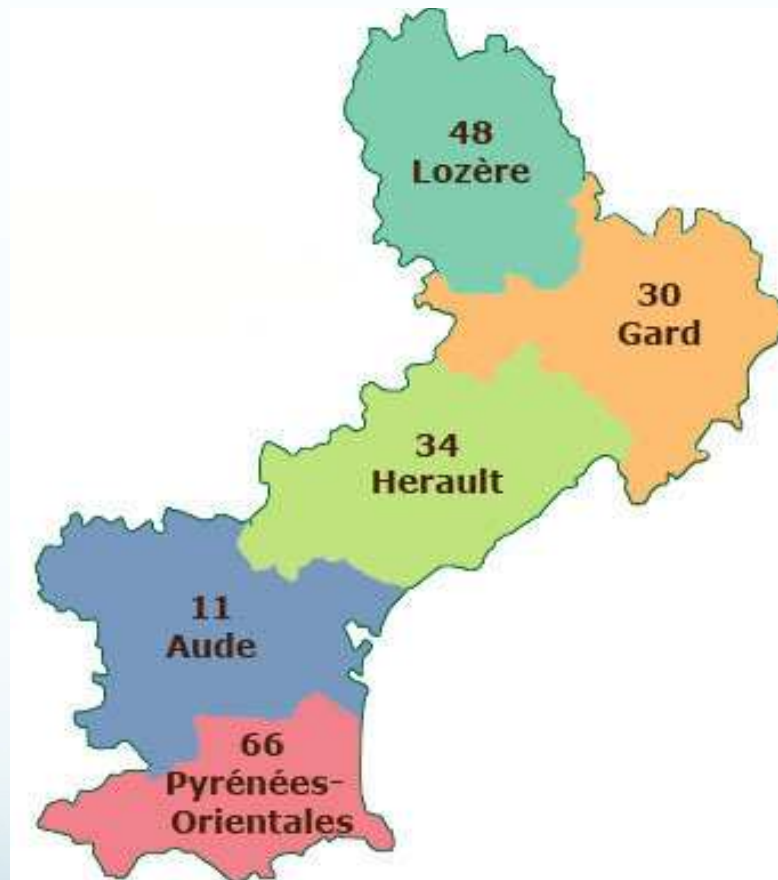 48
Lozère
30
Gard
34
Herault
11
Aude
66
Pyrénées-
Orientales